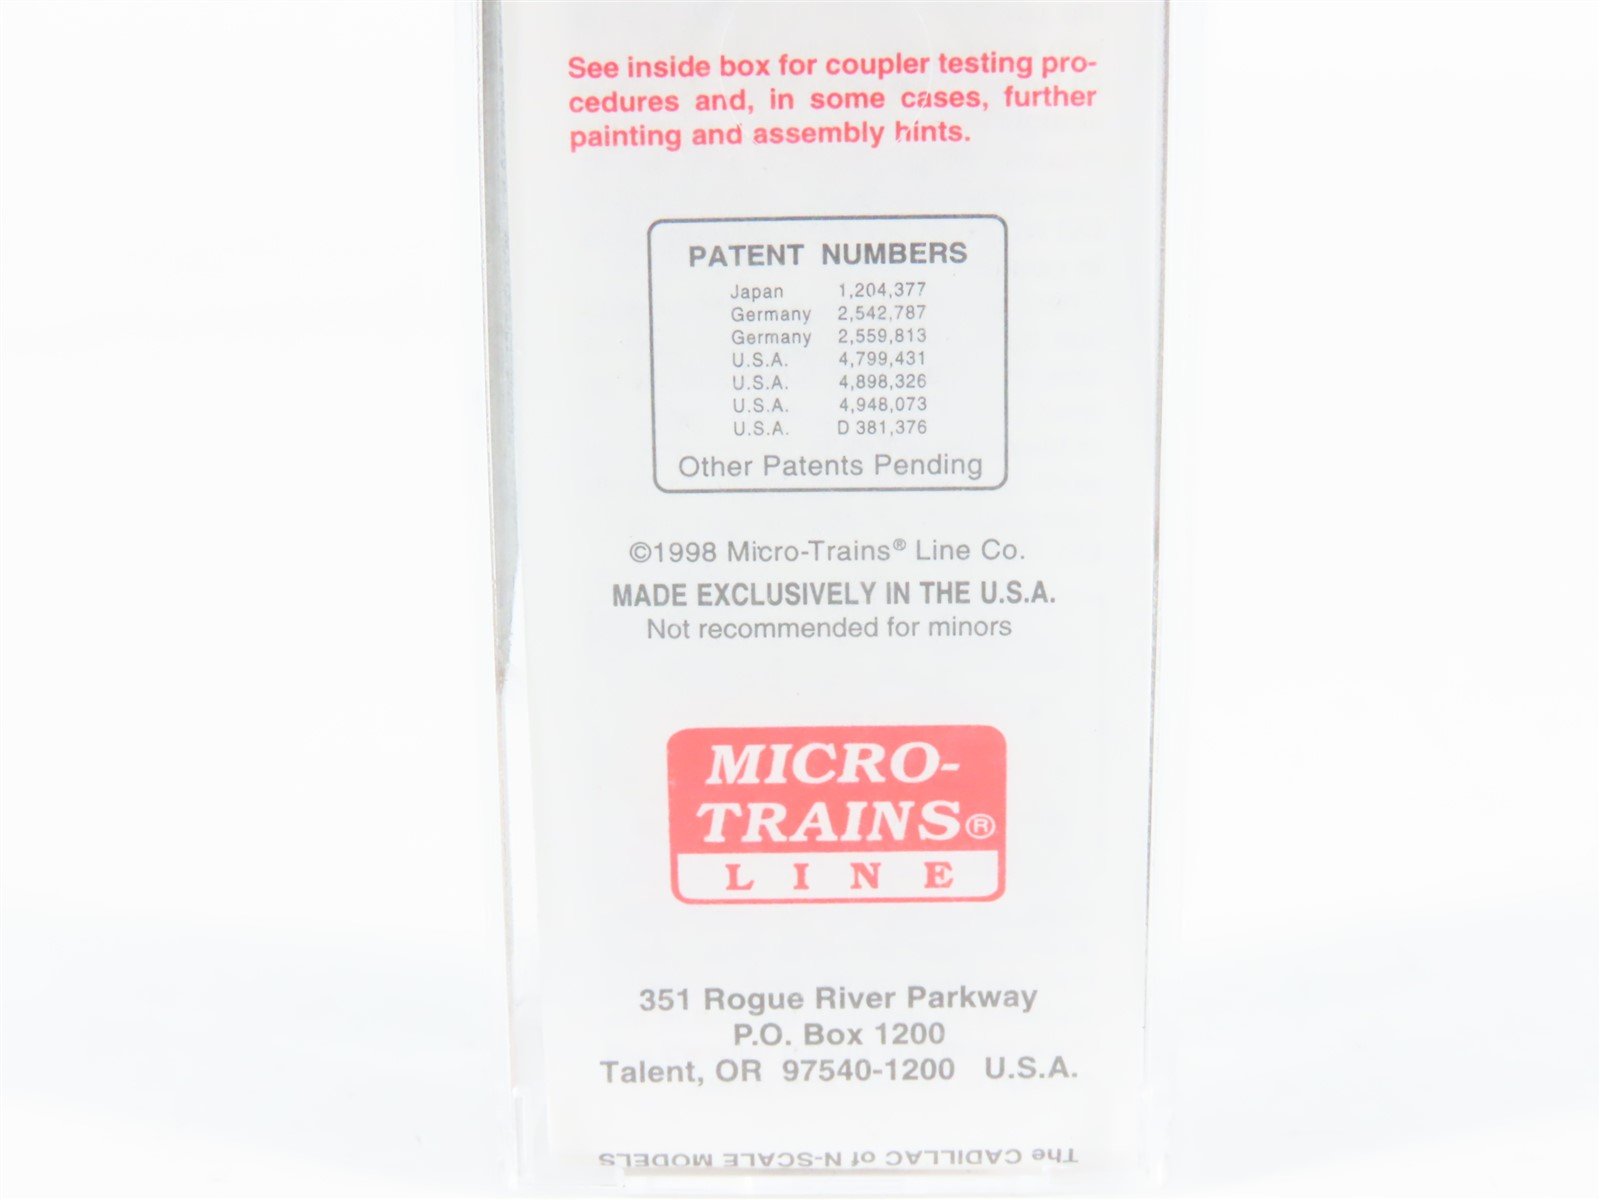 See inside box for coupler testing pro-
cedures and, in some cases, further
painting and assembly hints.
PATENT NUMBERS
Japan 1,204,377
Germany 2,542,787
Germany 2,559,813
U.S.A. 4,799,431
U.S.A. 4,898,326
U.S.A. 4,948,073
U.S.A. D 381,376
Other Patents Pending
©1998 Micro-Trains® Line Co.
MADE EXCLUSIVELY IN THE U.S.A.
Not recommended for minors
MICRO-
TRAINS®
LINE
351 Rogue River Parkway
P.O. Box 1200
Talent, OR 97540-1200 U.S.A.
The CADILLAC of N-SCALE MODELS